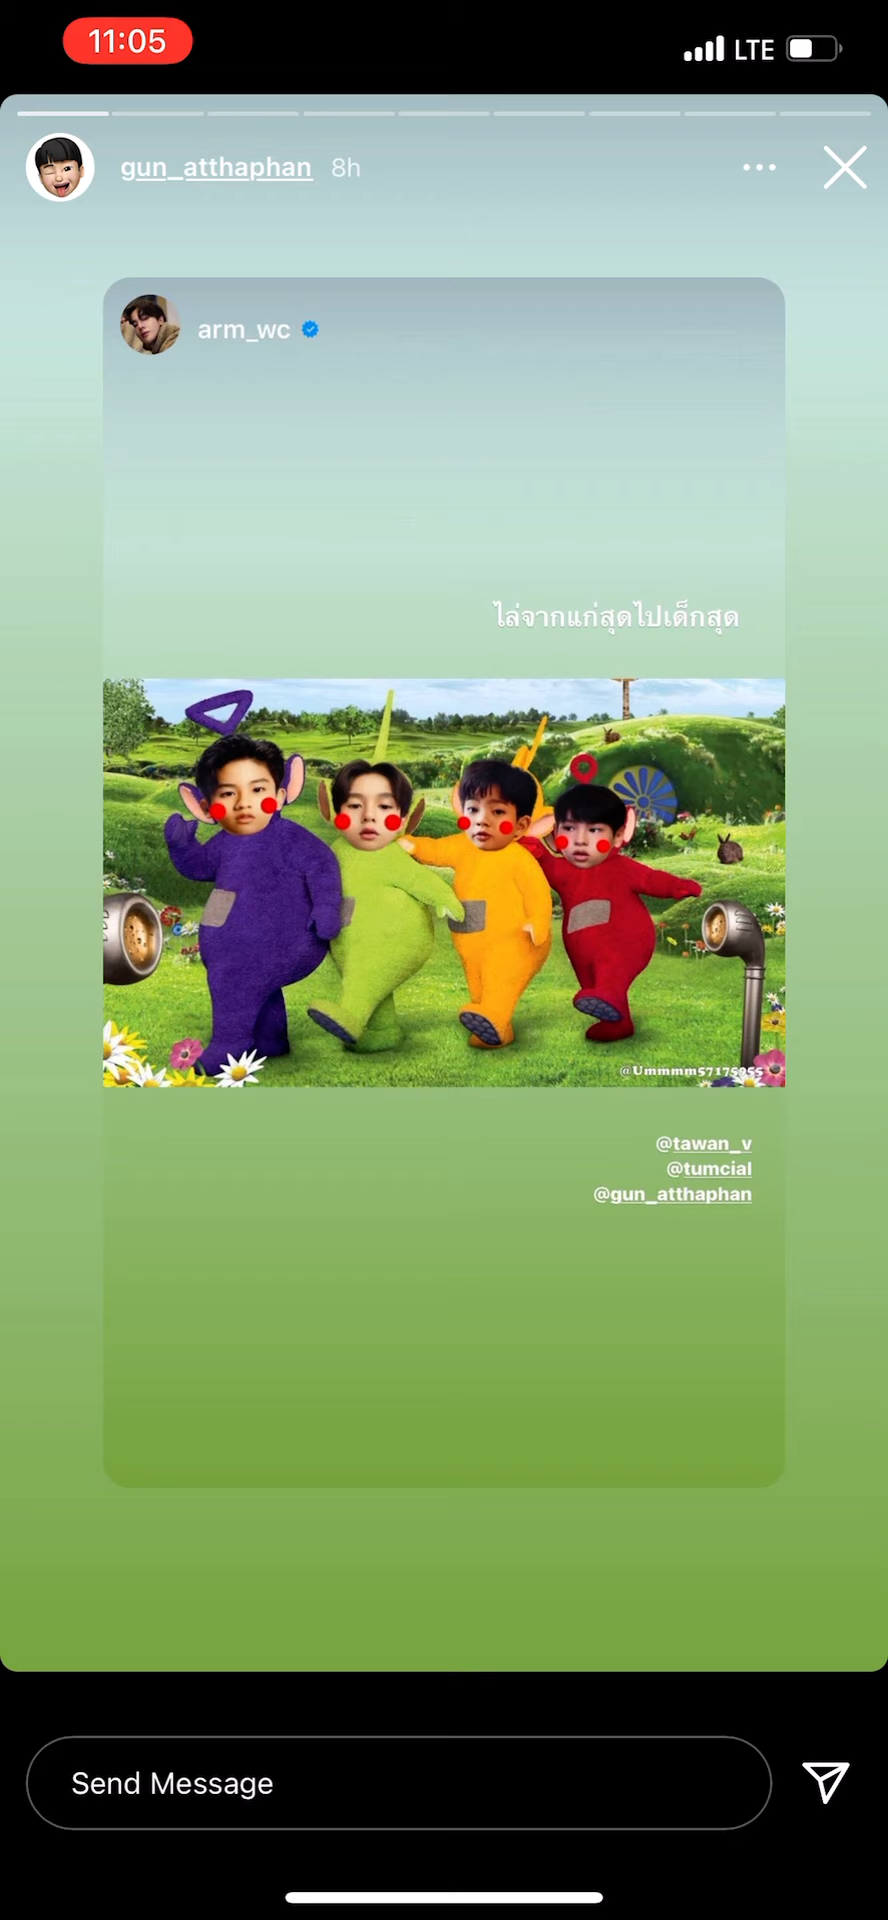 11:05
LTE
gun_atthaphan 8h
arm_wc
ไล่จากแก่สุดไปเด็กสุด
@Ummmm57175955
@tawan_v
@tumcial
@gun_atthaphan
Send Message